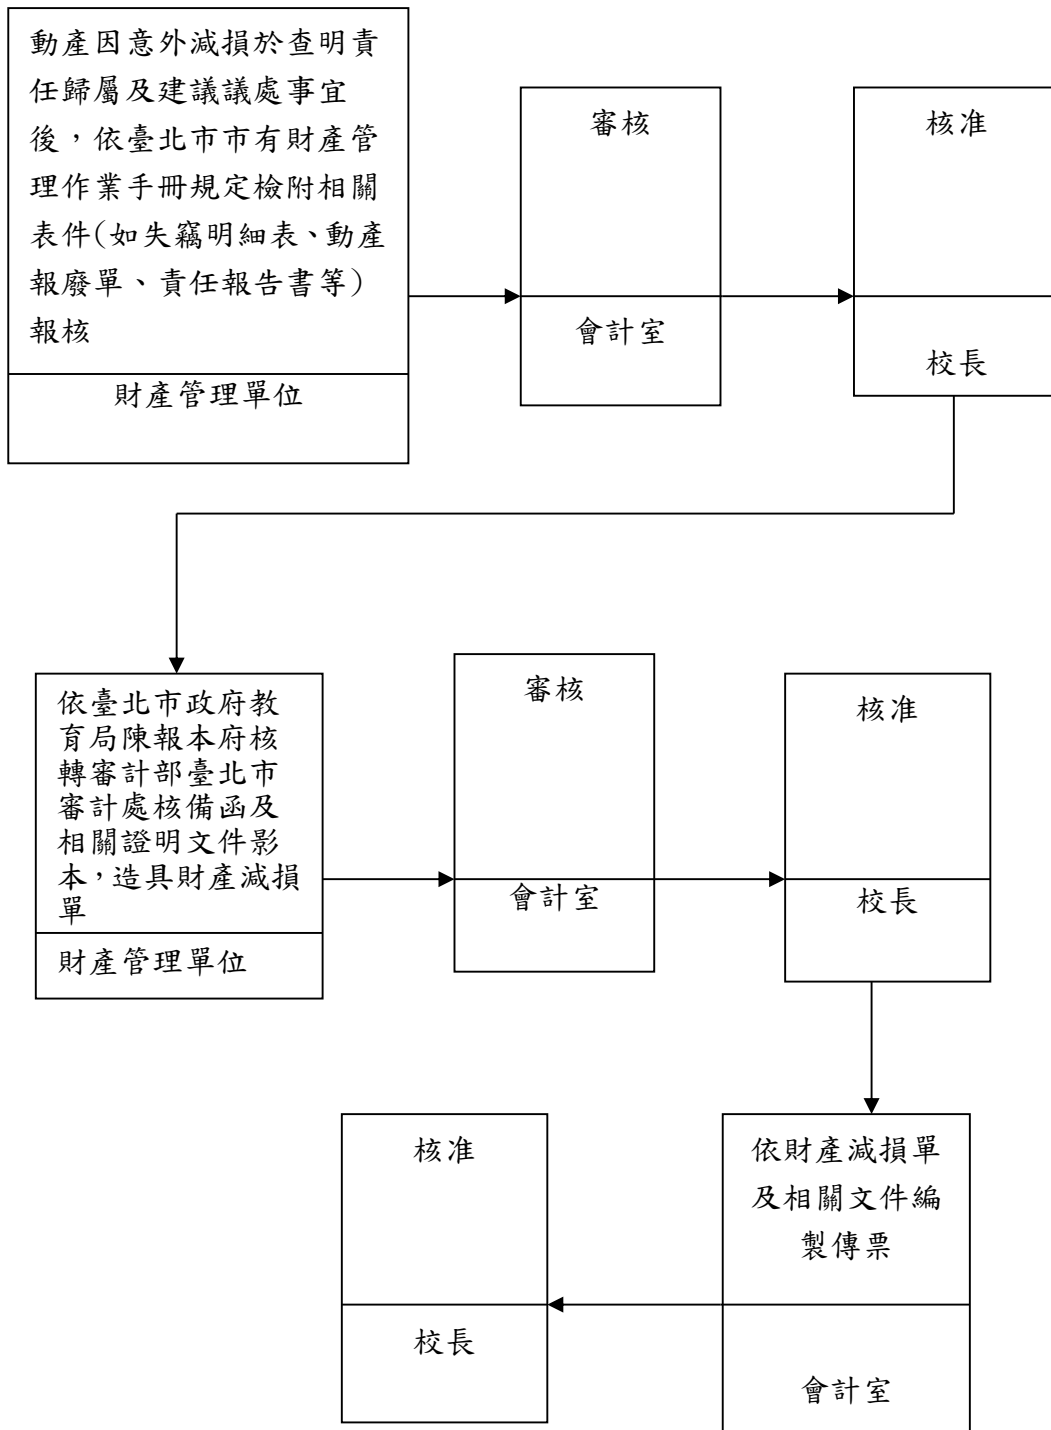 動產因意外減損於查明責
任歸屬及建議議處事宜
後，依臺北市市有財產管
理作業手冊規定檢附相關
表件(如失竊明細表、動產
報廢單、責任報告書等)
報核
財產管理單位
審核
會計室
核准
校長
依臺北市政府教
育局陳報本府核
轉審計部臺北市
審計處核備函及
相關證明文件影
本，造具財產減損
單
財產管理單位
審核
會計室
核准
校長
依財產減損單
及相關文件編
製傳票
會計室
核准
校長